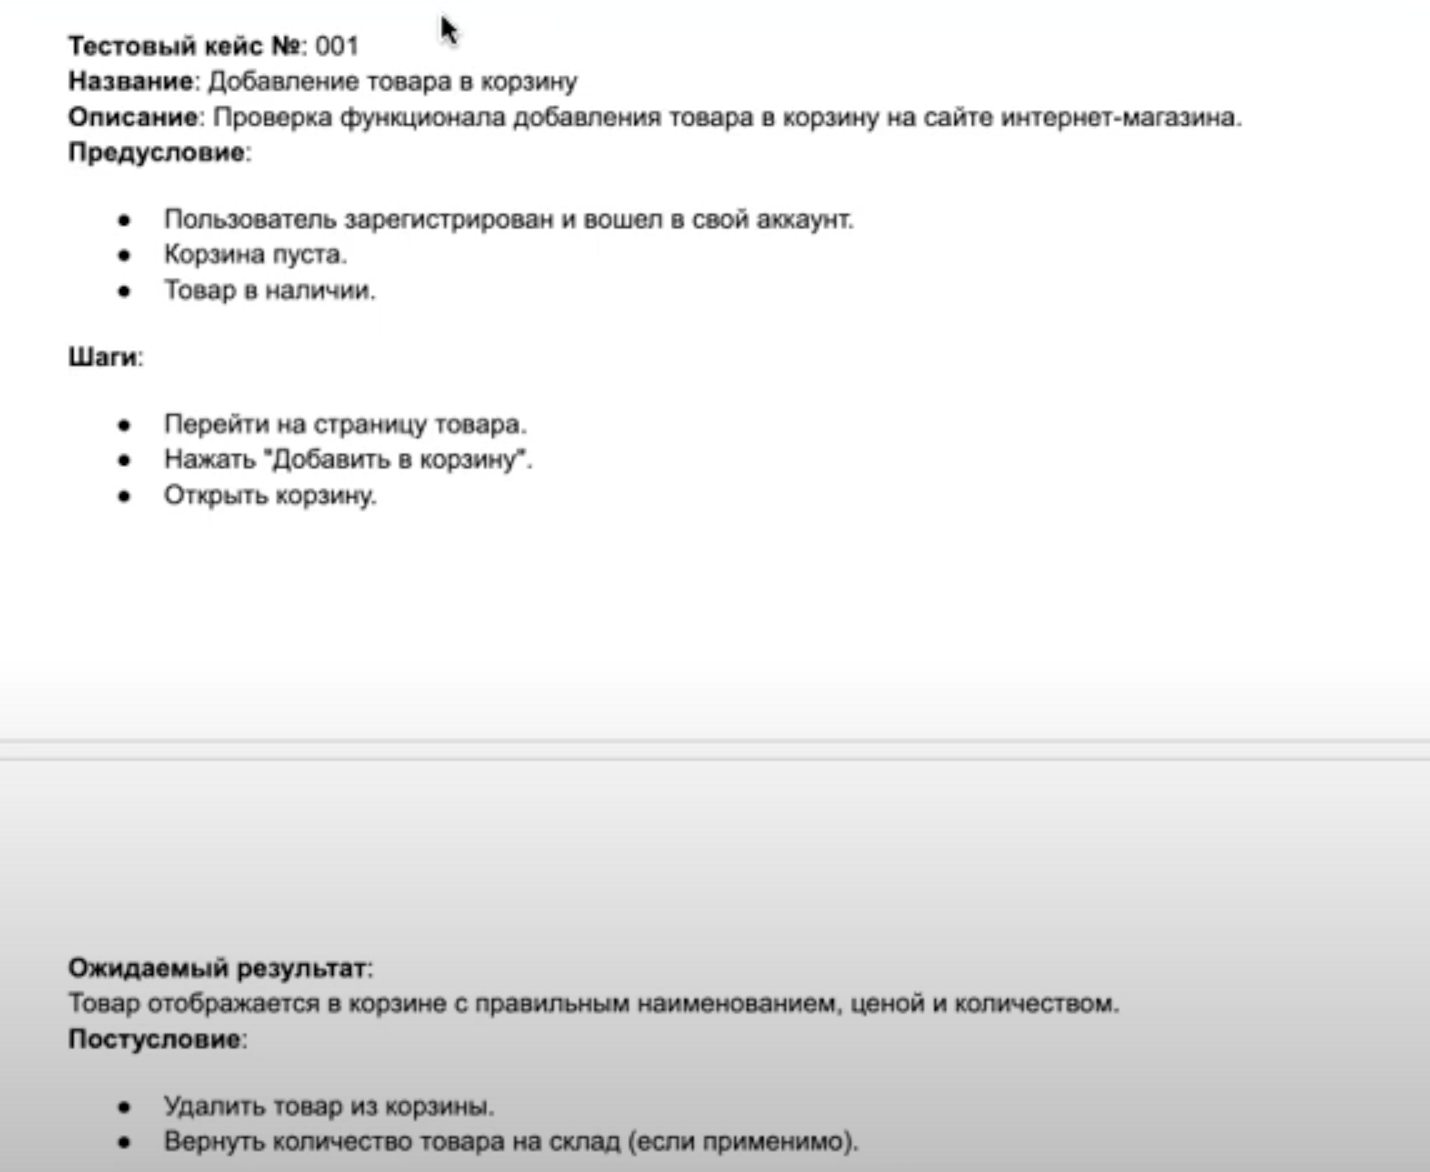 Тестовый кейс №: 001
Название: Добавление товара в корзину
Описание: Проверка функционала добавления товара в корзину на сайте интернет-магазина.
Предусловие:
● Пользователь зарегистрирован и вошел в свой аккаунт.
● Корзина пуста.
● Товар в наличии.
Шаги:
● Перейти на страницу товара.
● Нажать "Добавить в корзину".
● Открыть корзину.
Ожидаемый результат:
Товар отображается в корзине с правильным наименованием, ценой и количеством.
Постусловие:
● Удалить товар из корзины.
● Вернуть количество товара на склад (если применимо).